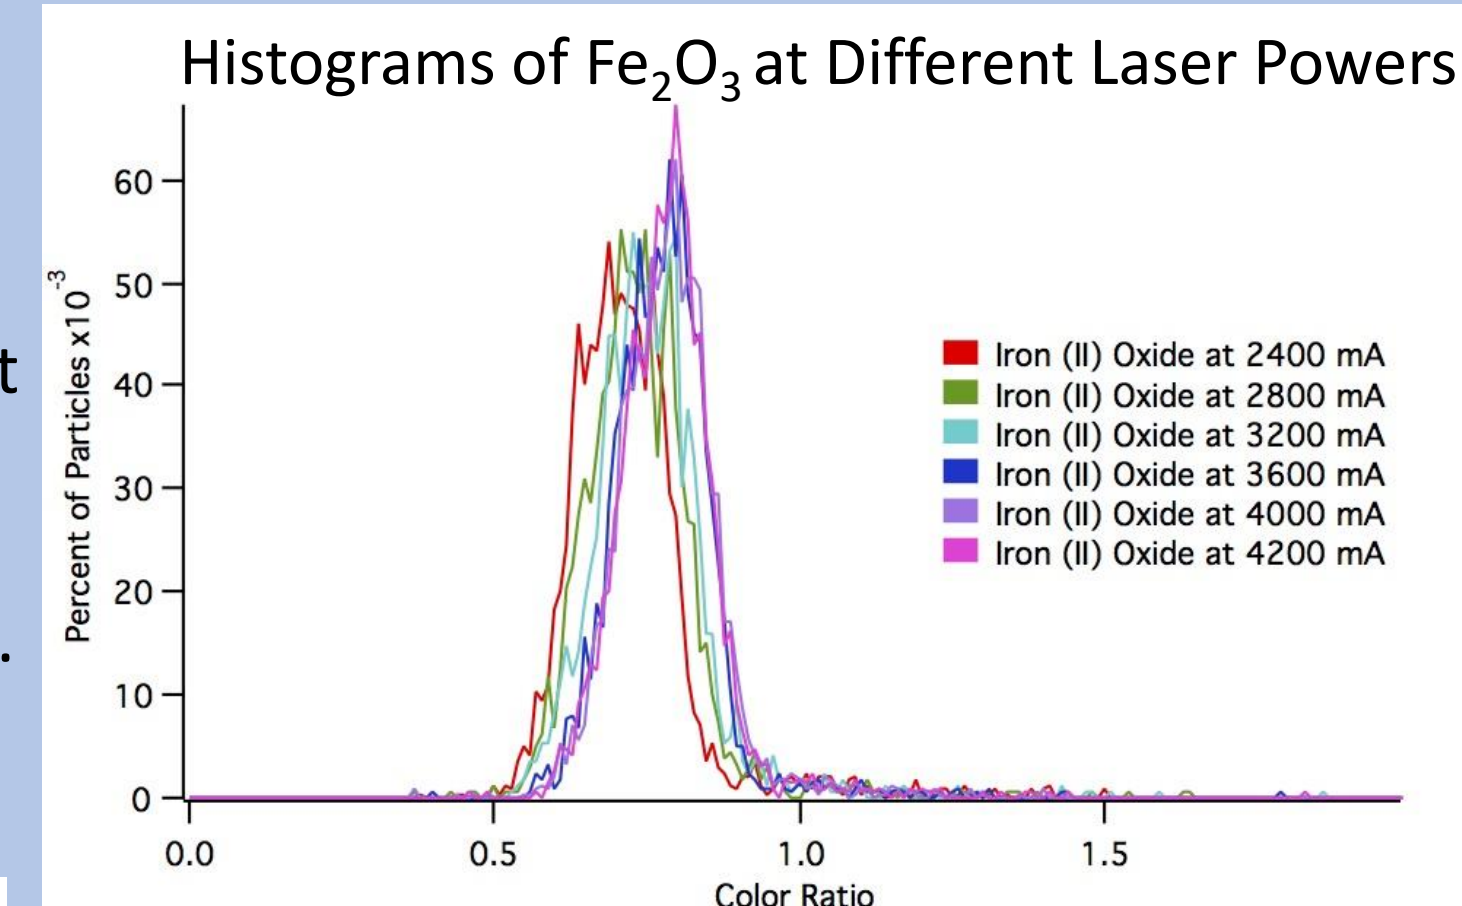 Histograms of Fe₂O₃ at Different Laser Powers
t
.
Percent of Particles x10⁻³
60
50
40
30
20
10
0
Iron (II) Oxide at 2400 mA
Iron (II) Oxide at 2800 mA
Iron (II) Oxide at 3200 mA
Iron (II) Oxide at 3600 mA
Iron (II) Oxide at 4000 mA
Iron (II) Oxide at 4200 mA
0.0 0.5 1.0 1.5
Color Ratio